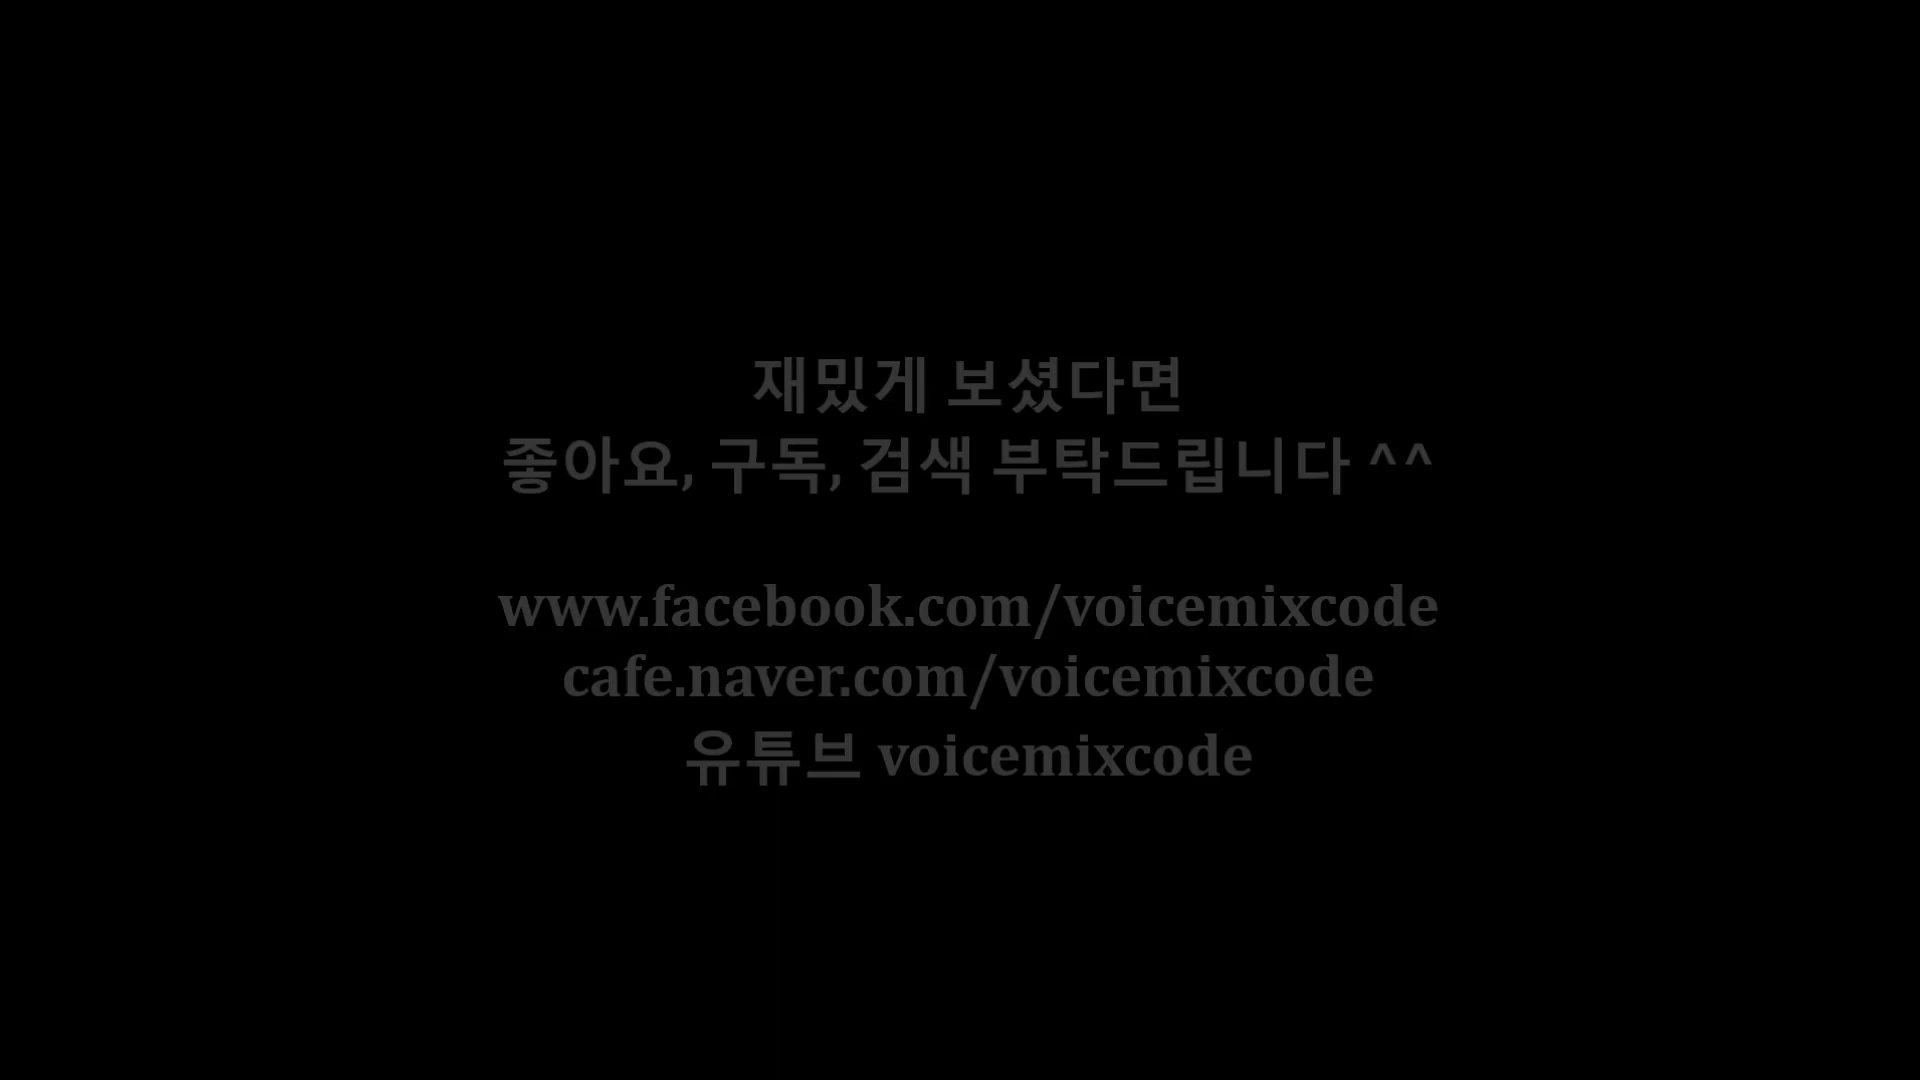 재밌게 보셨다면
좋아요, 구독, 검색 부탁드립니다 ^^
www.facebook.com/voicemixcode
cafe.naver.com/voicemixcode
유튜브 voicemixcode